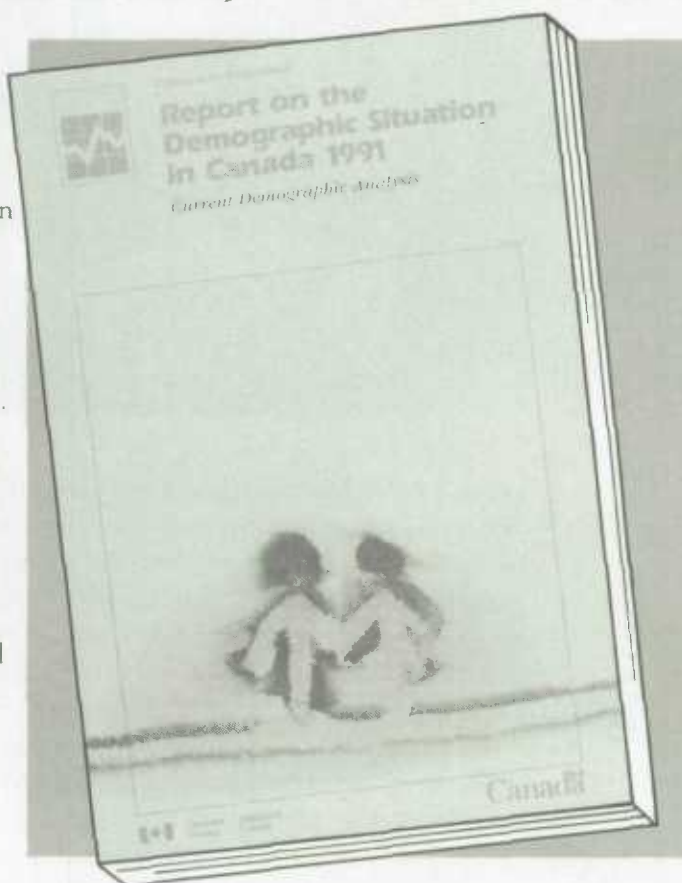 Report on the
Demographic Situation
in Canada 1991
Current Demographic Analysis
Canada